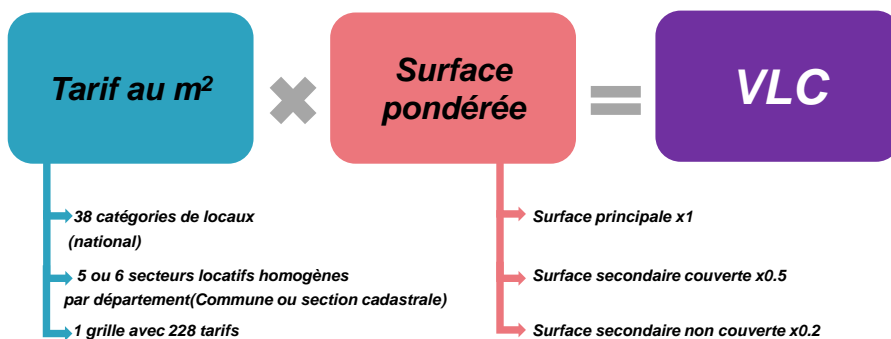 Tarif au m²
Surface
pondérée
VLC
38 catégories de locaux
(national)
5 ou 6 secteurs locatifs homogènes
par département(Commune ou section cadastrale)
1 grille avec 228 tarifs
Surface principale x1
Surface secondaire couverte x0.5
Surface secondaire non couverte x0.2